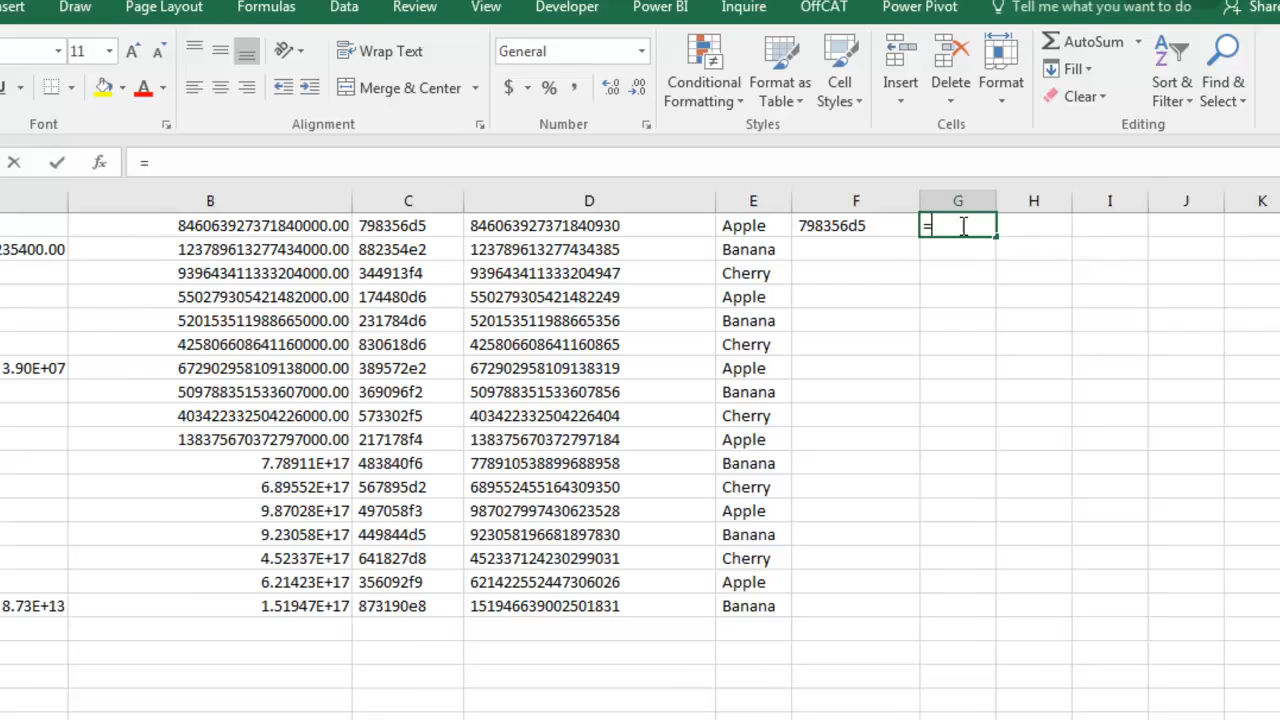 nsert Draw Page Layout Formulas Data Review View Developer Power BI Inquire OffCAT Power Pivot Tell me what you want to do Share
11 A A Wrap Text General AutoSum
U A Merge & Center $ % , .00 Conditional Formatting Format as Table Cell Styles Insert Delete Format Fill Clear Sort & Filter Find & Select
Font Alignment Number Styles Cells Editing
fx =
B C D E F G H I J K
846063927371840000.00 798356d5 846063927371840930 Apple 798356d5 =
235400.00 123789613277434000.00 882354e2 123789613277434385 Banana
939643411333204000.00 344913f4 939643411333204947 Cherry
550279305421482000.00 174480d6 550279305421482249 Apple
520153511988665000.00 231784d6 520153511988665356 Banana
425806608641160000.00 830618d6 425806608641160865 Cherry
3.90E+07 672902958109138000.00 389572e2 672902958109138319 Apple
509788351533607000.00 369096f2 509788351533607856 Banana
403422332504226000.00 573302f5 403422332504226404 Cherry
138375670372797000.00 217178f4 138375670372797184 Apple
7.78911E+17 483840f6 778910538899688958 Banana
6.89552E+17 567895d2 689552455164309350 Cherry
9.87028E+17 497058f3 987027997430623528 Apple
9.23058E+17 449844d5 923058196681897830 Banana
4.52337E+17 641827d8 452337124230299031 Cherry
6.21423E+17 356092f9 621422552447306026 Apple
8.73E+13 1.51947E+17 873190e8 151946639002501831 Banana